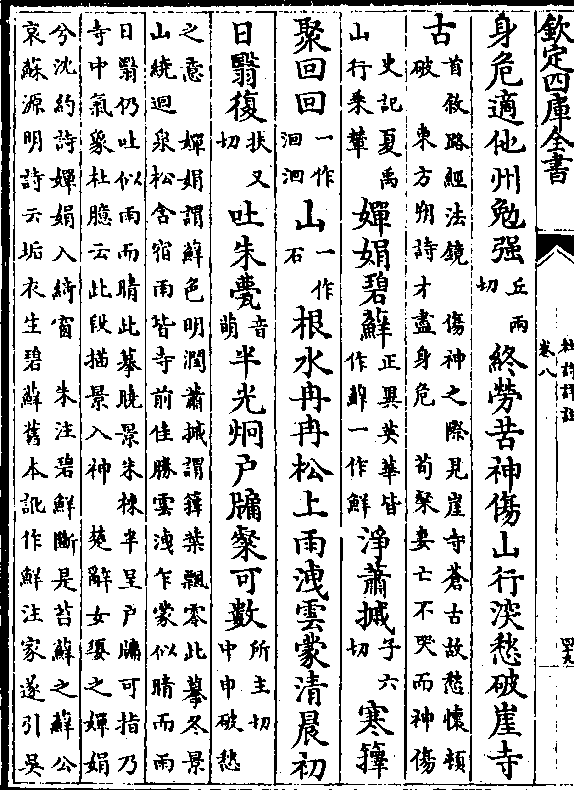 欽定四庫全書
杜詩詳註
卷八
身危適他州勉强丘雨切終勞苦神傷山行深愁破崖寺
古首敘路經法鏡 傷神之際見崖寺蒼古故愁懷頓
破 東方朔詩才盡身危 荀粲妻亡不哭而神傷
史記夏禹
山行乗輂 嬋娟碧蘚正異英華皆作蘚一作鮮淨蕭摵子六切寒籜
聚回回一作洄洄山一作石根水冉冉松上雨洩雲蒙清晨初
日翳復扶又切吐朱甍音萌半光炯戶牖粲可數所主切 中申破愁
之意 嬋娟謂蘚色明潤蕭摵謂籜葉飄零此摹冬景
山繞迴泉松含宿雨皆寺前佳勝雲洩乍蒙似晴而雨
日翳仍吐似雨而晴此摹曉景朱棟半呈戶牖可指乃
寺中氣象杜臆云此段描景入神 楚辭女媭之嬋娟
兮沈約詩嬋娟入綺窗 朱注碧鮮斷是苔蘚之蘚公
哀蘇源明詩云垢衣生碧蘚舊本訛作鮮注家遂引吳